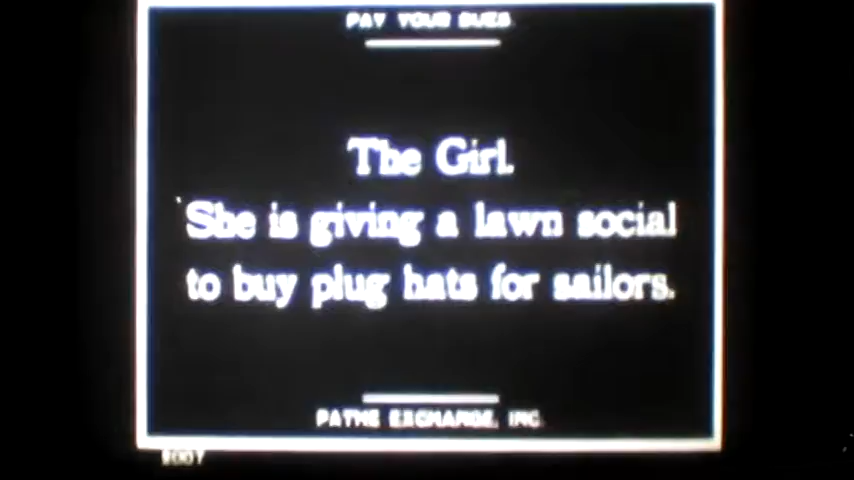 PAY YOUR DUES
The Girl.
She is giving a lawn social
to buy plug hats for sailors.
PATHE EXCHANGE, INC.